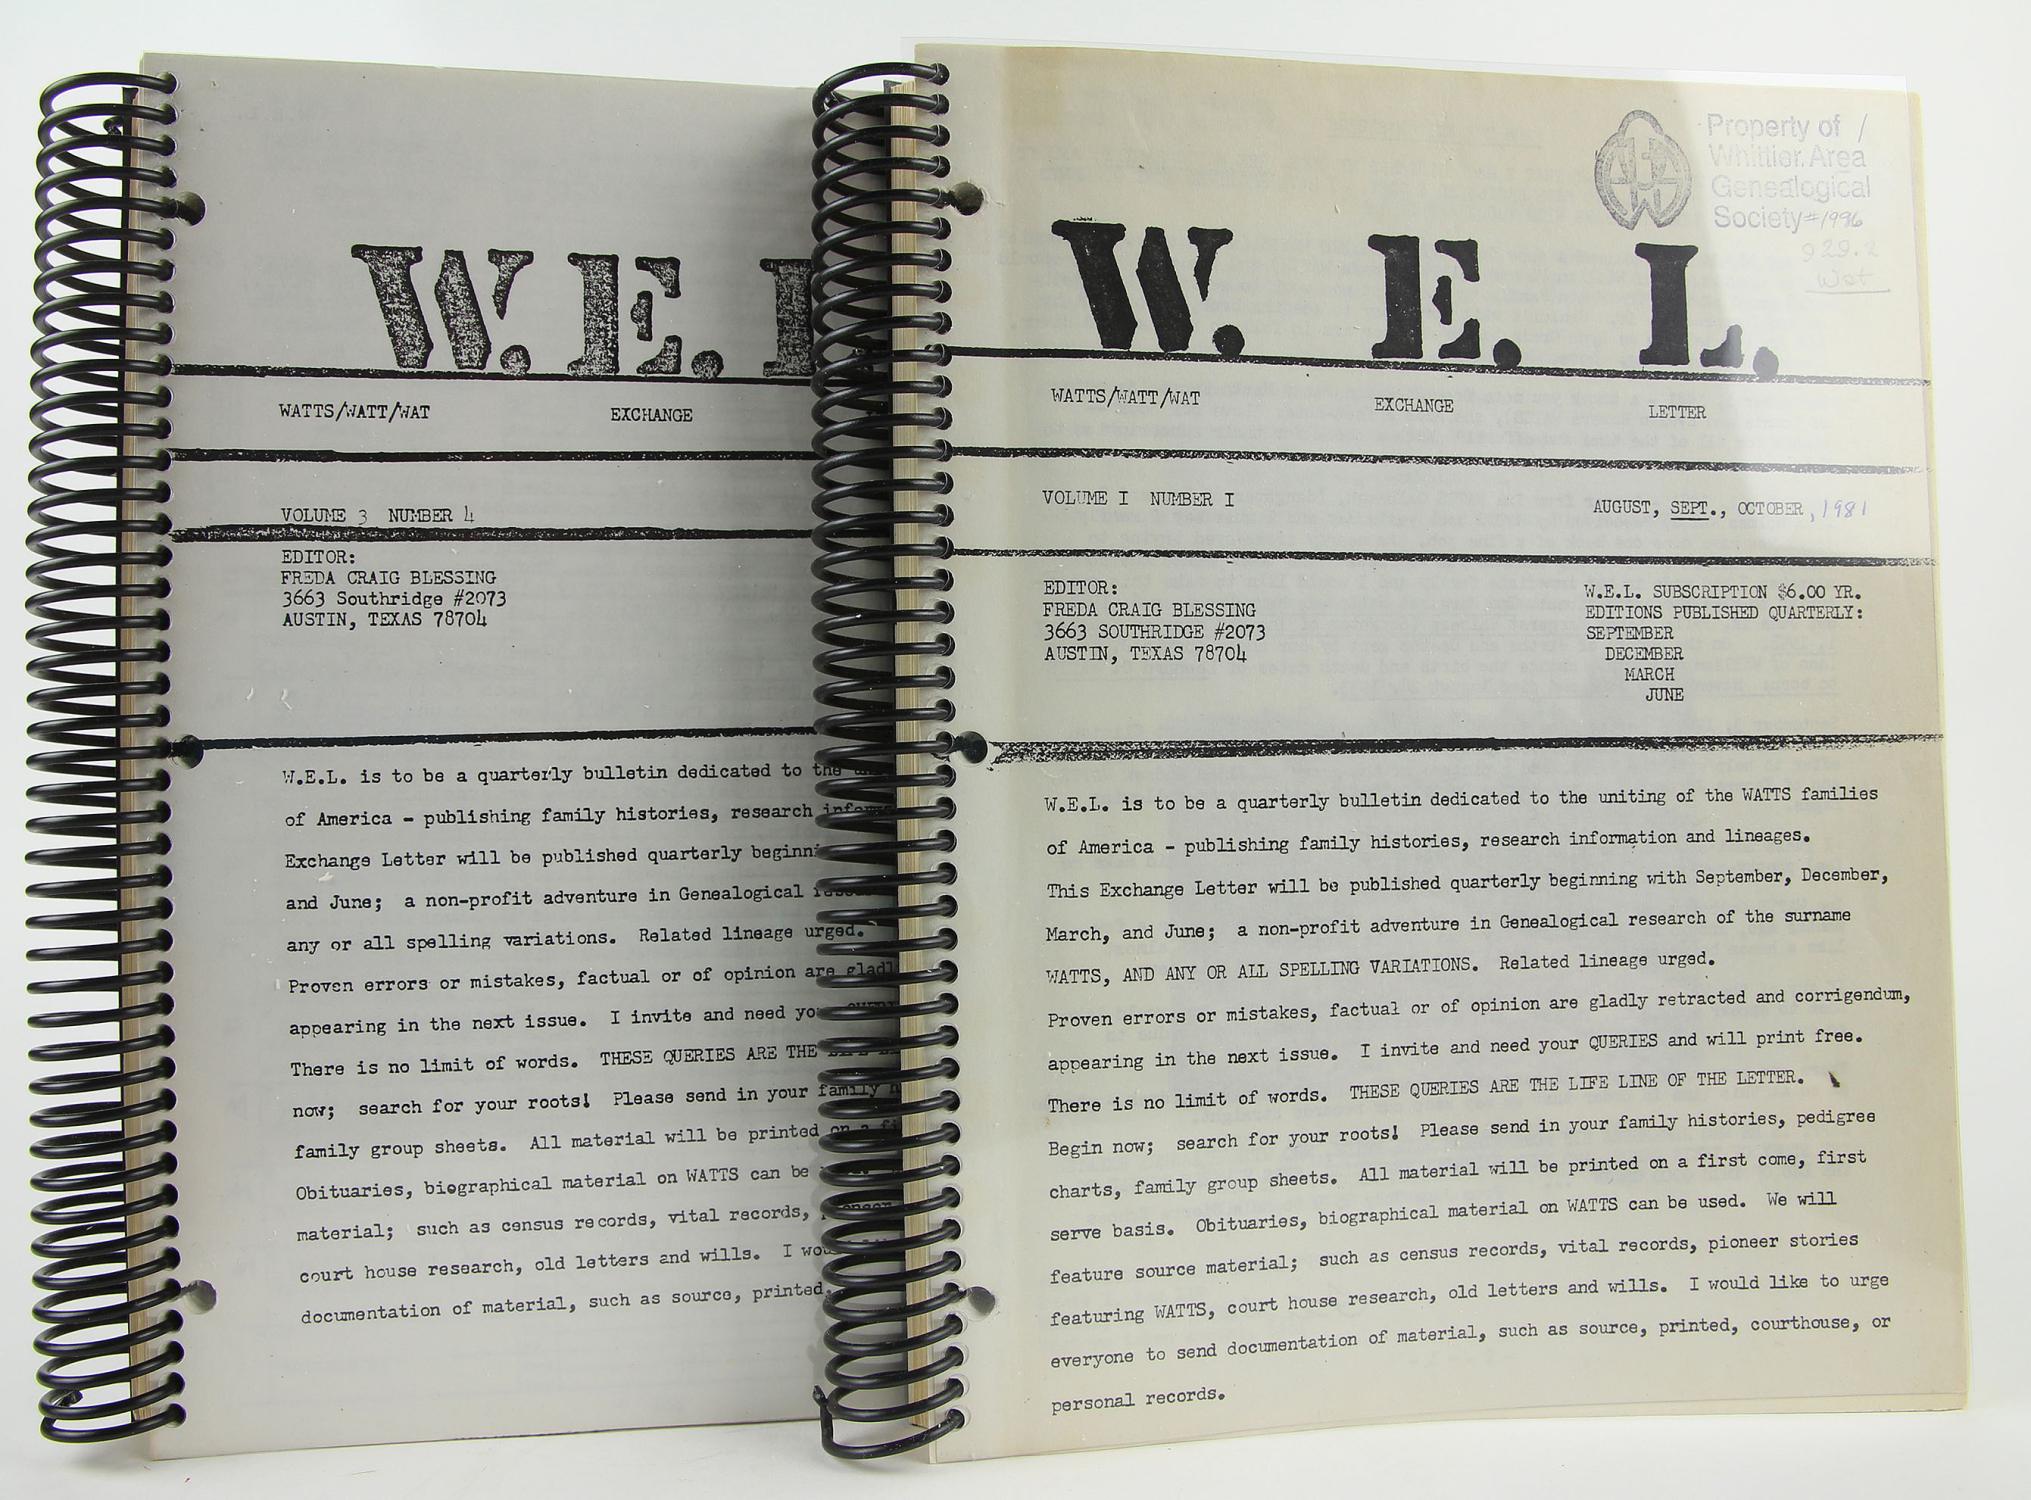 W. E.
WATTS/WATT/WAT EXCHANGE
VOLUME 3 NUMBER 4
EDITOR:
FREDA CRAIG BLESSING
3663 Southridge #2073
AUSTIN, TEXAS 78704
W.E.L. is to be a quarterly bulletin dedicated to the
of America - publishing family histories, research
Exchange Letter will be published quarterly
and June; a non-profit adventure in Genealogical
any or all spelling variations. Related lineage urged.
Proven errors or mistakes, factual or of opinion are
appearing in the next issue. I invite and need
There is no limit of words. THESE QUERIES ARE THE
now; search for your roots! Please send in your family
family group sheets. All material will be printed on a
Obituaries, biographical material on WATTS can be
material; such as census records, vital records,
court house research, old letters and wills. I
documentation of material, such as source, printed,
Property of /
Whittier Area
Genealogical
Society #1996
929.2
Wat
W. E. L.
WATTS/WATT/WAT EXCHANGE LETTER
VOLUME I NUMBER I AUGUST, SEPT., OCTOBER, 1981
EDITOR:
FREDA CRAIG BLESSING
3663 SOUTHRIDGE #2073
AUSTIN, TEXAS 78704
W.E.L. SUBSCRIPTION $6.00 YR.
EDITIONS PUBLISHED QUARTERLY:
SEPTEMBER
DECEMBER
MARCH
JUNE
W.E.L. is to be a quarterly bulletin dedicated to the uniting of the WATTS families
of America - publishing family histories, research information and lineages.
This Exchange Letter will be published quarterly beginning with September, December,
March, and June; a non-profit adventure in Genealogical research of the surname
WATTS, AND ANY OR ALL SPELLING VARIATIONS. Related lineage urged.
Proven errors or mistakes, factual or of opinion are gladly retracted and corrigendum,
appearing in the next issue. I invite and need your QUERIES and will print free.
There is no limit of words. THESE QUERIES ARE THE LIFE LINE OF THE LETTER.
Begin now; search for your roots! Please send in your family histories, pedigree
charts, family group sheets. All material will be printed on a first come, first
serve basis. Obituaries, biographical material on WATTS can be used. We will
feature source material; such as census records, vital records, pioneer stories
featuring WATTS, court house research, old letters and wills. I would like to urge
everyone to send documentation of material, such as source, printed, courthouse, or
personal records.